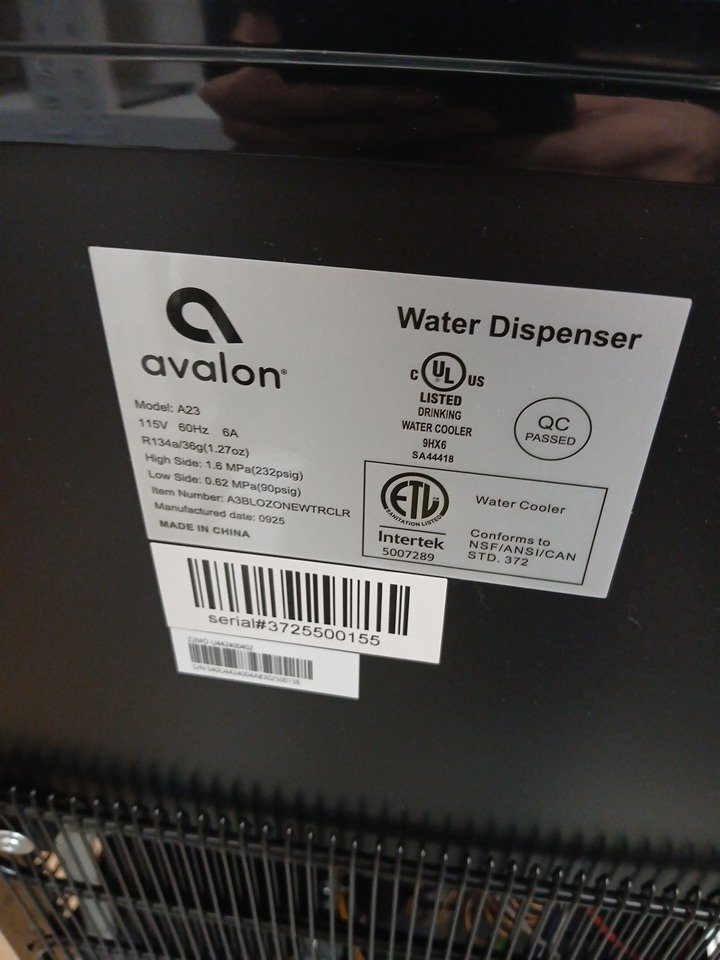 avalon®
Model: A23
115V 60Hz 6A
R134a/36g(1.27oz)
High Side: 1.6 MPa(232psig)
Low Side: 0.62 MPa(90psig)
Item Number: A3BLOZONEWTRCLR
Manufactured date: 0925
MADE IN CHINA
Water Dispenser
C UL US
LISTED
DRINKING
WATER COOLER
9HX6
SA44418
QC
PASSED
ETL
SANITATION LISTED
Intertek
5007289
Water Cooler
Conforms to
NSF/ANSI/CAN
STD. 372
serial#3725500155